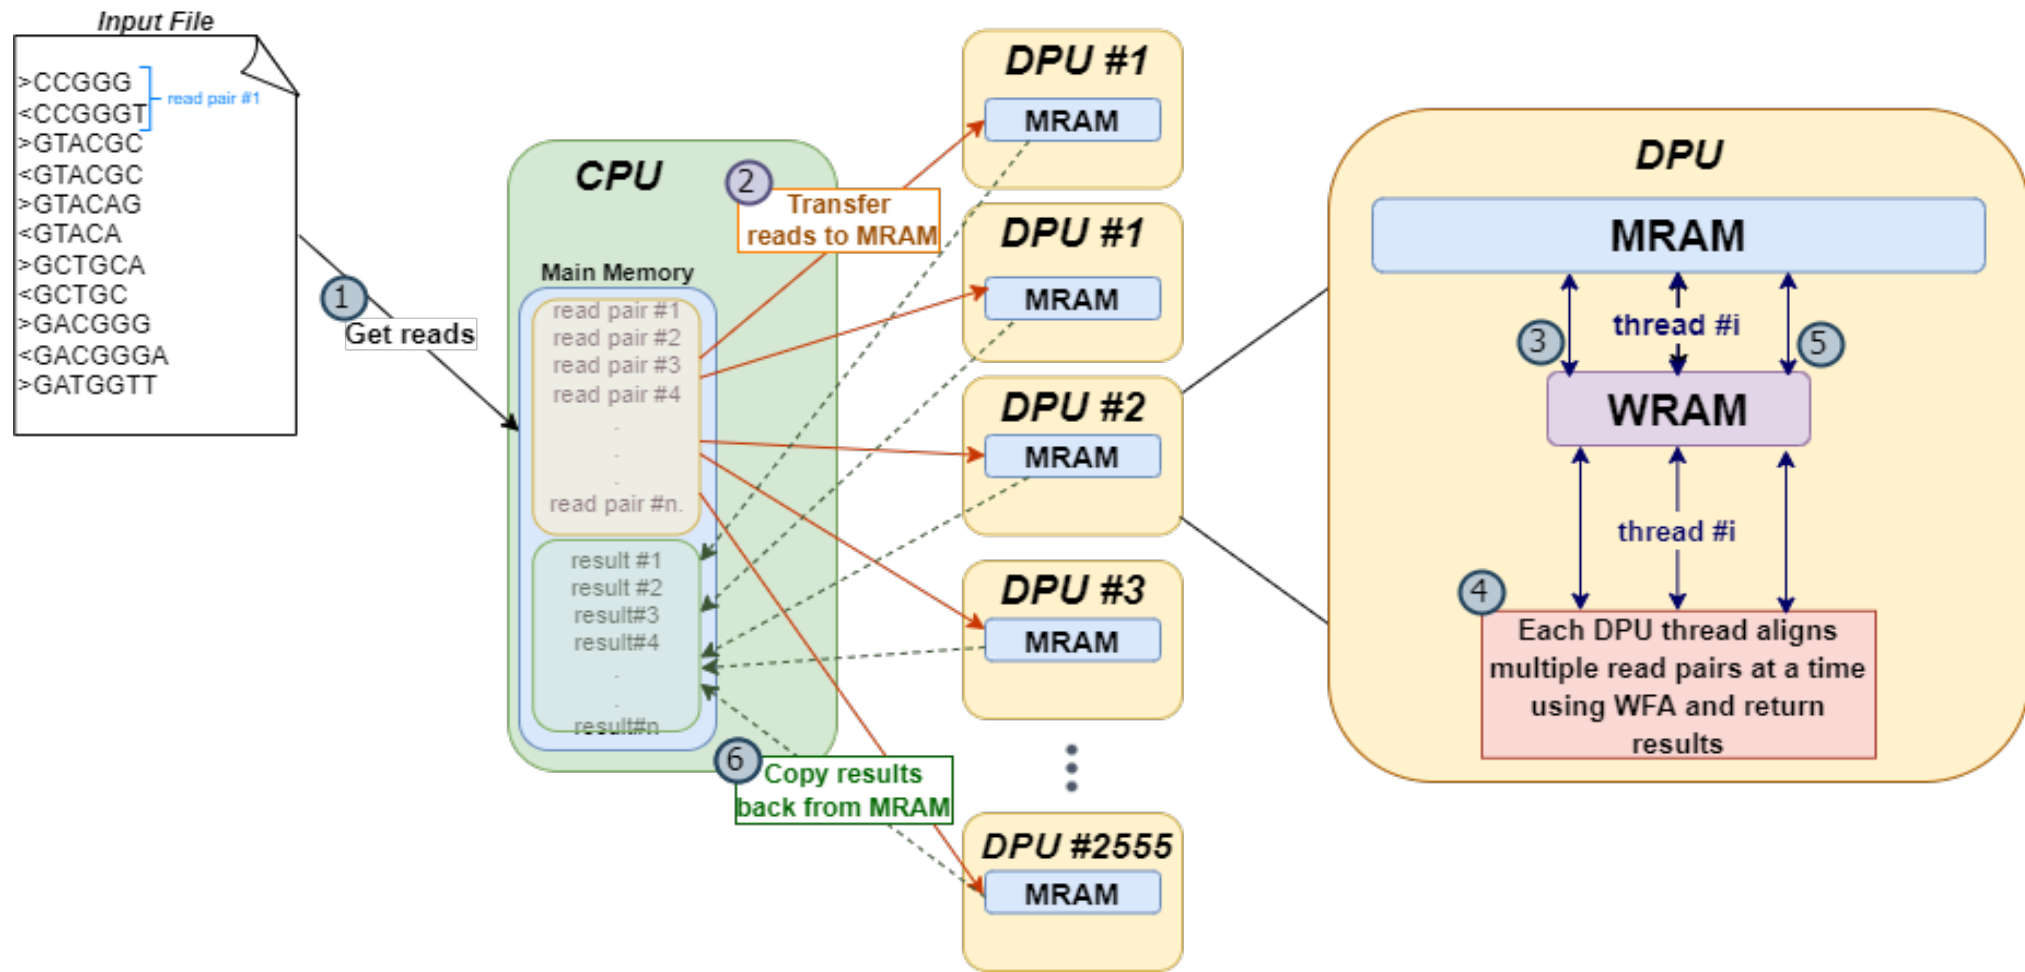 Input File
>CCGGG
<CCGGGT
read pair #1
>GTACGC
<GTACGC
>GTACAG
<GTACA
>GCTGCA
<GCTGC
>GACGGG
<GACGGGA
>GATGGTT
1
Get reads
CPU
2
Transfer
reads to MRAM
Main Memory
read pair #1
read pair #2
read pair #3
read pair #4
.
.
.
read pair #n.
result #1
result #2
result#3
result#4
.
.
result#n
6
Copy results
back from MRAM
DPU #1
MRAM
DPU #1
MRAM
DPU #2
MRAM
DPU #3
MRAM
DPU #2555
MRAM
DPU
MRAM
3
thread #i
5
WRAM
thread #i
4
Each DPU thread aligns
multiple read pairs at a time
using WFA and return
results